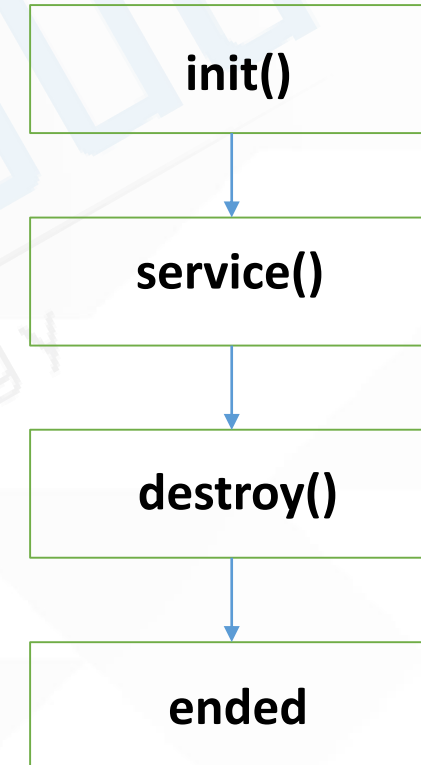 init()
service()
destroy()
ended